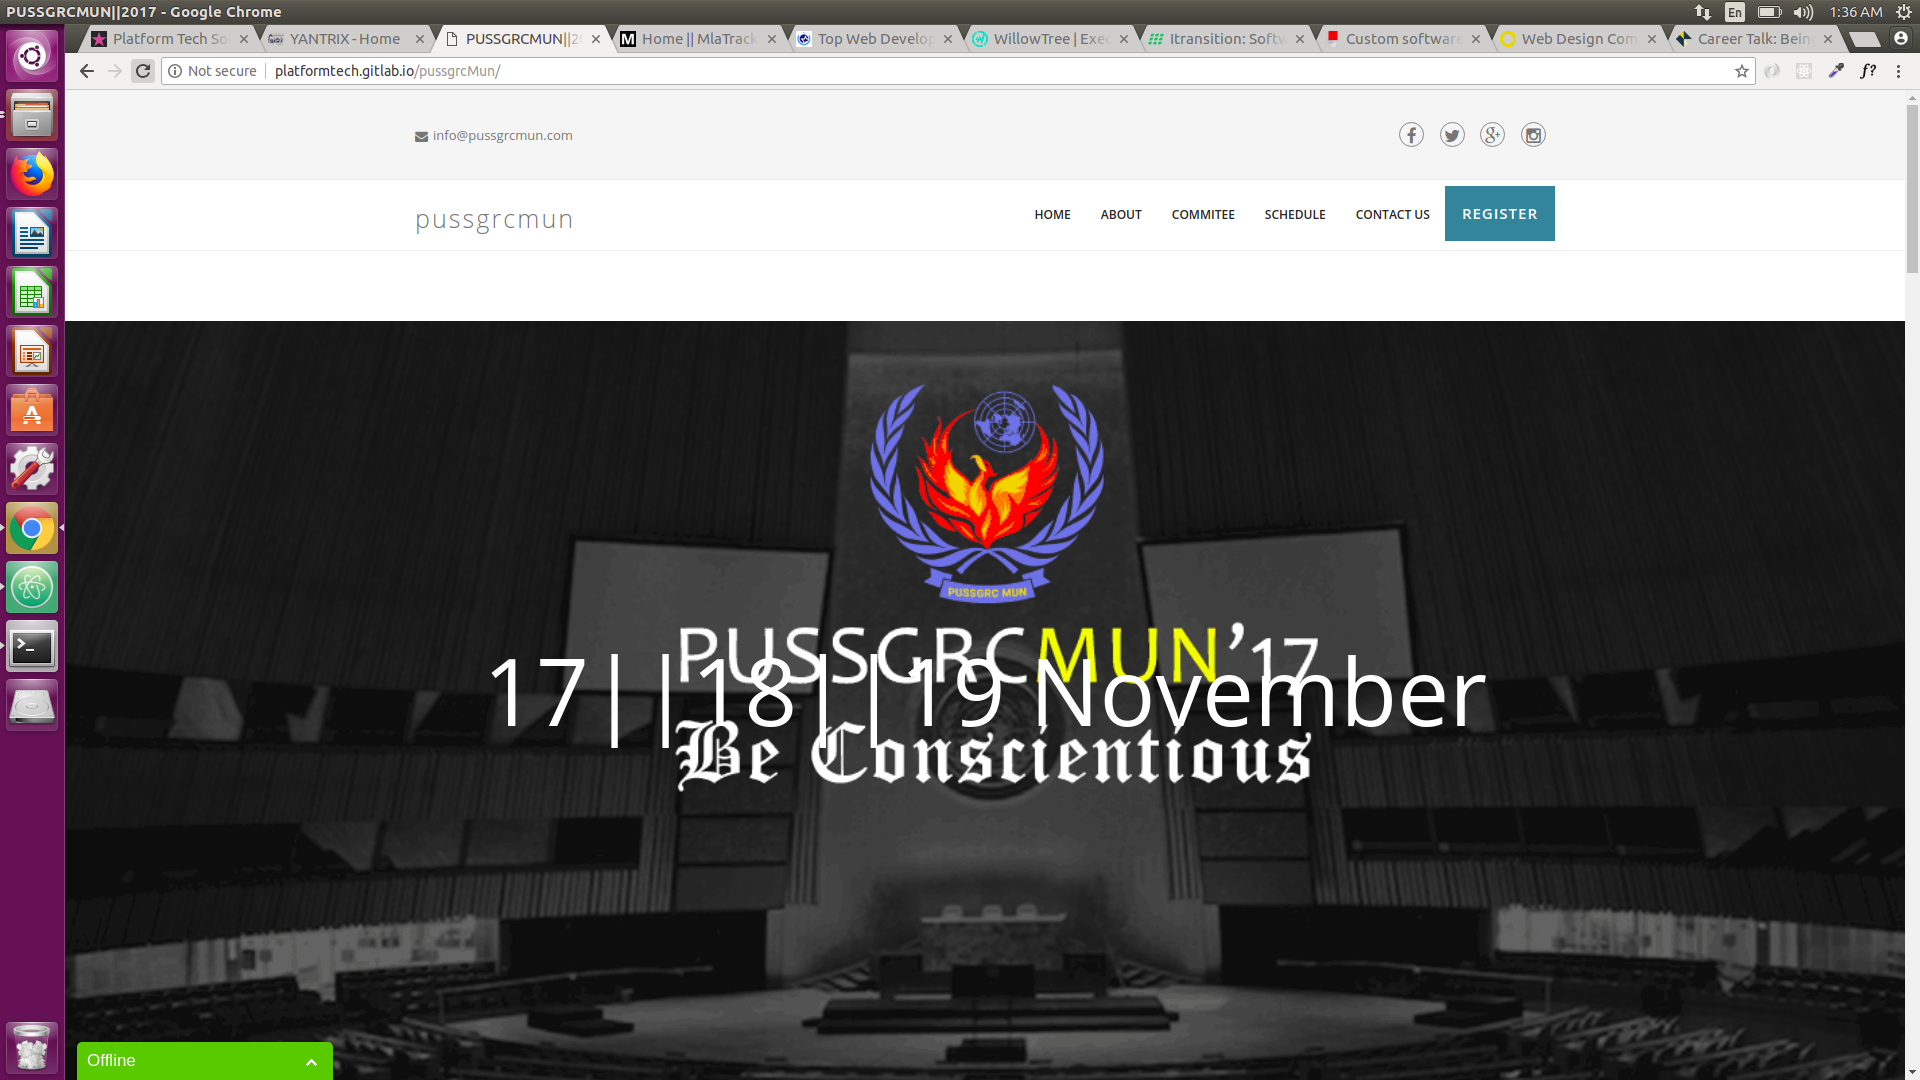 PUSSGRCMUN||2017 - Google Chrome
En
1:36 AM
Platform Tech So
YANTRIX - Home
PUSSGRCMUN||20
Home || MlaTrack
Top Web Develop
WillowTree | Exec
Itransition: Softw
Custom software
Web Design Com
Career Talk: Bein
Not secure
platformtech.gitlab.io/pussgrcMun/
f?
info@pussgrcmun.com
pussgrcmun
HOME
ABOUT
COMMITEE
SCHEDULE
CONTACT US
REGISTER
PUSSGRC MUN
PUSSGRCMUN'17
17||18||19 November
Be Conscientious
Offline